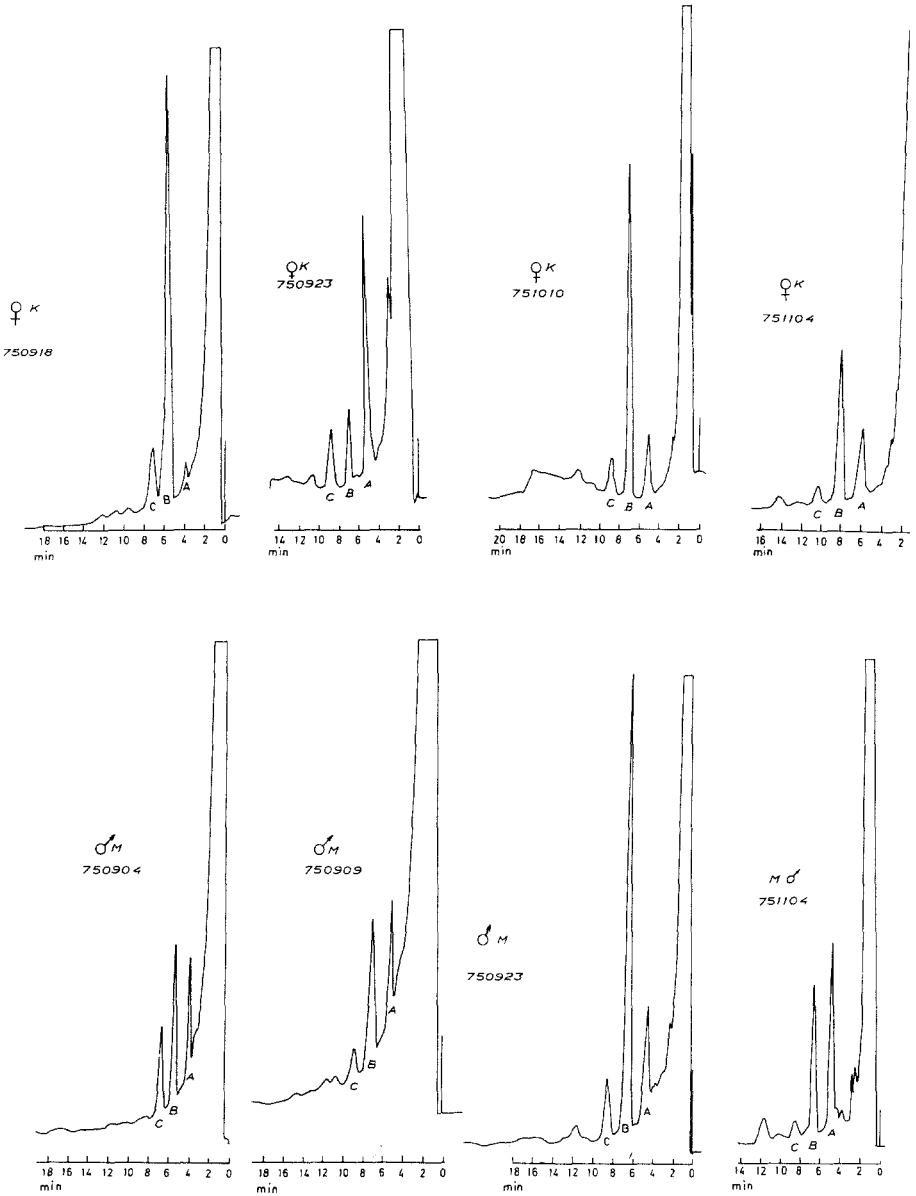 ♀ K
750918
C B A
18 16 14 12 10 8 6 4 2 0
min
♀ K
750923
C B A
14 12 10 8 6 4 2 0
min
♀ K
751010
C B A
20 18 16 14 12 10 8 6 4 2 0
min
♀ K
751104
C B A
16 14 12 10 8 6 4 2
min
♂ M
750904
C B A
18 16 14 12 10 8 6 4 2 0
min
♂ M
750909
C B A
18 16 14 12 10 8 6 4 2 0
min
♂ M
750923
C B A
18 16 14 12 10 8 6 4 2 0
min
M ♂
751104
C B A
14 12 10 8 6 4 2 0
min